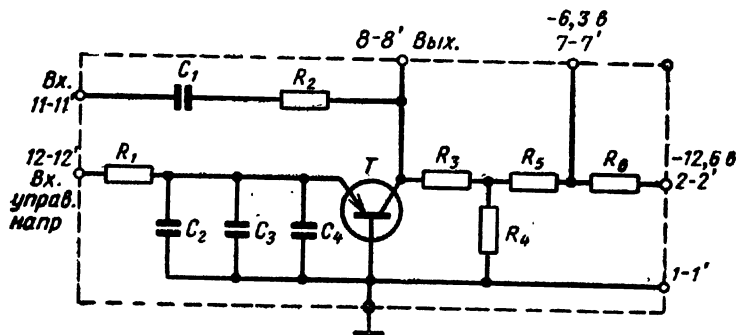 -6,3 в
8-8' Вых.
7-7'
Вх.
11-11'
C1
R2
12-12'
Вх.
управ.
напр
R1
T
R3
R5
R6
-12,6 в
2-2'
C2
C3
C4
R4
1-1'